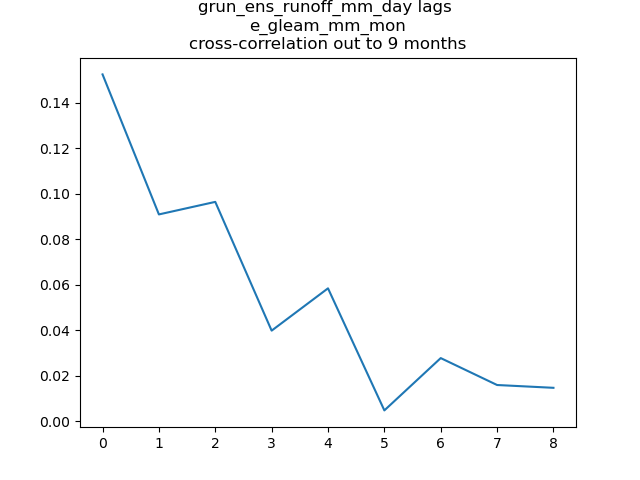 grun_ens_runoff_mm_day lags
e_gleam_mm_mon
cross-correlation out to 9 months
0.14
0.12
0.10
0.08
0.06
0.04
0.02
0.00
0 1 2 3 4 5 6 7 8